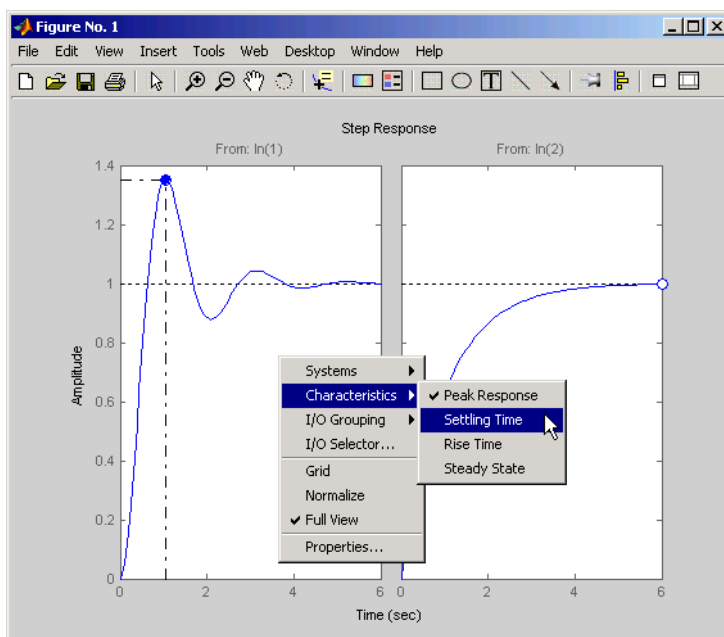 Figure No. 1
File Edit View Insert Tools Web Desktop Window Help
T
Step Response
From: In(1) From: In(2)
1.4
1.2
1
0.8
0.6
0.4
0.2
0
Amplitude
Systems
Characteristics
I/O Grouping
I/O Selector...
Grid
Normalize
Full View
Properties...
Peak Response
Settling Time
Rise Time
Steady State
0 2 4 6 0 2 4 6
Time (sec)